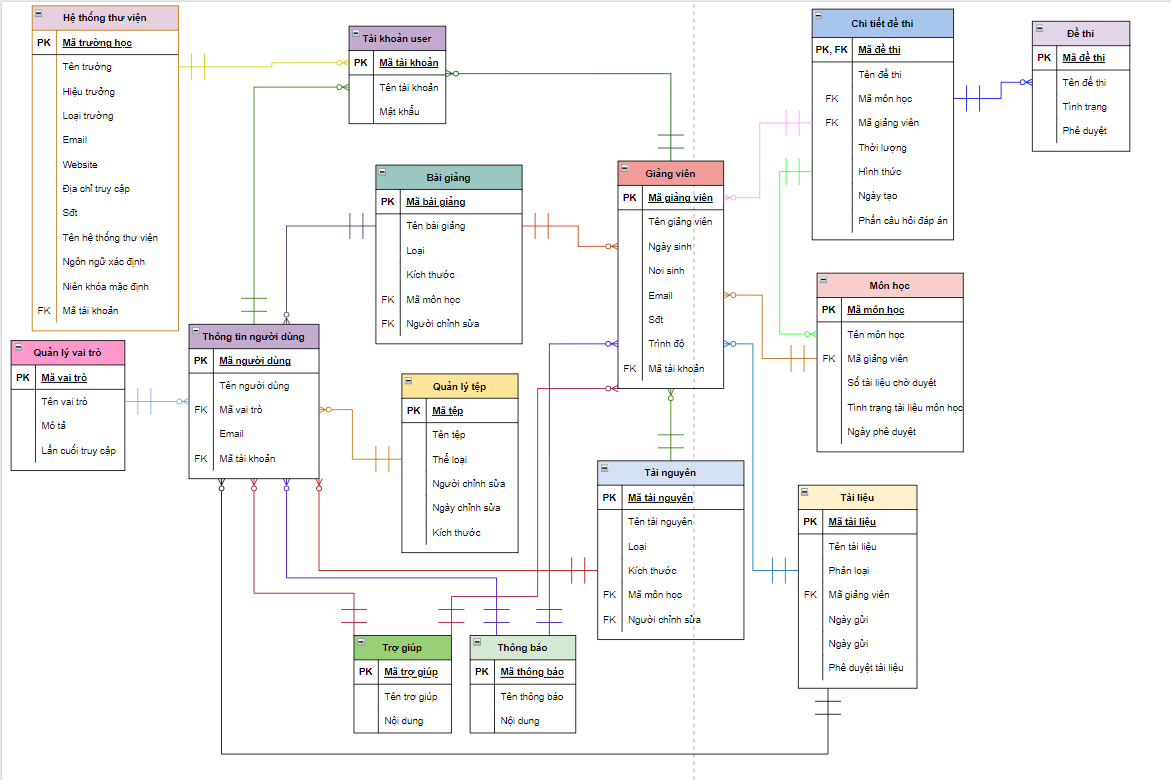 Hệ thống thư viện
PK Mã trường học
Tên trường
Hiệu trưởng
Loại trường
Email
Website
Địa chỉ truy cập
Sđt
Tên hệ thống thư viện
Ngôn ngữ xác định
Niên khóa mặc định
FK Mã tài khoản
Tài khoản user
PK Mã tài khoản
Tên tài khoản
Mật khẩu
Chi tiết đề thi
PK, FK Mã đề thi
Tên đề thi
FK Mã môn học
FK Mã giảng viên
Thời lượng
Hình thức
Ngày tạo
Phần câu hỏi đáp án
Đề thi
PK Mã đề thi
Tên đề thi
Tình trạng
Phê duyệt
Bài giảng
PK Mã bài giảng
Tên bài giảng
Loại
Kích thước
FK Mã môn học
FK Người chỉnh sửa
Giảng viên
PK Mã giảng viên
Tên giảng viên
Ngày sinh
Nơi sinh
Email
Sđt
Trình độ
FK Mã tài khoản
Môn học
PK Mã môn học
Tên môn học
FK Mã giảng viên
Số tài liệu chờ duyệt
Tình trạng tài liệu môn học
Ngày phê duyệt
Quản lý vai trò
PK Mã vai trò
Tên vai trò
Mô tả
Lần cuối truy cập
Thông tin người dùng
PK Mã người dùng
Tên người dùng
FK Mã vai trò
Email
FK Mã tài khoản
Quản lý tệp
PK Mã tệp
Tên tệp
Thể loại
Người chỉnh sửa
Ngày chỉnh sửa
Kích thước
Tài nguyên
PK Mã tài nguyên
Tên tài nguyên
Loại
Kích thước
FK Mã môn học
FK Người chỉnh sửa
Tài liệu
PK Mã tài liệu
Tên tài liệu
Phân loại
FK Mã giảng viên
Ngày gửi
Ngày gửi
Phê duyệt tài liệu
Trợ giúp
PK Mã trợ giúp
Tên trợ giúp
Nội dung
Thông báo
PK Mã thông báo
Tên thông báo
Nội dung